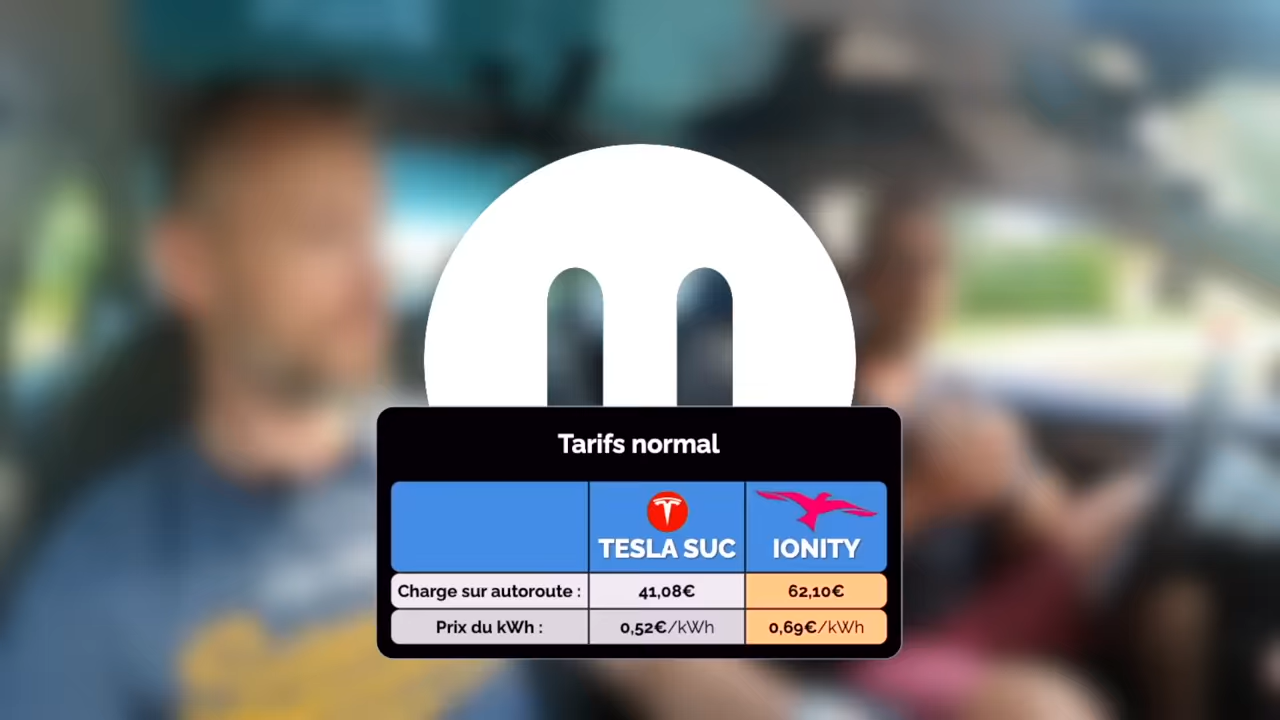 Tarifs normal
TESLA SUC IONITY
Charge sur autoroute : 41,08€ 62,10€
Prix du kWh : 0,52€/kWh 0,69€/kWh